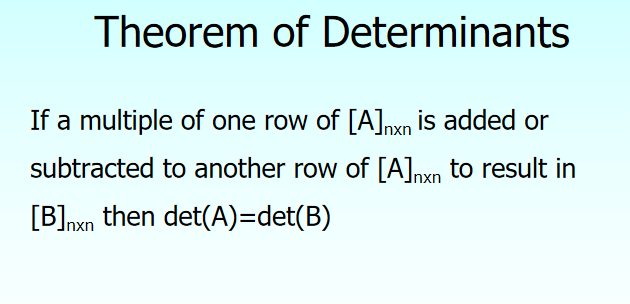 Theorem of Determinants
If a multiple of one row of [A]nxn is added or
subtracted to another row of [A]nxn to result in
[B]nxn then det(A)=det(B)